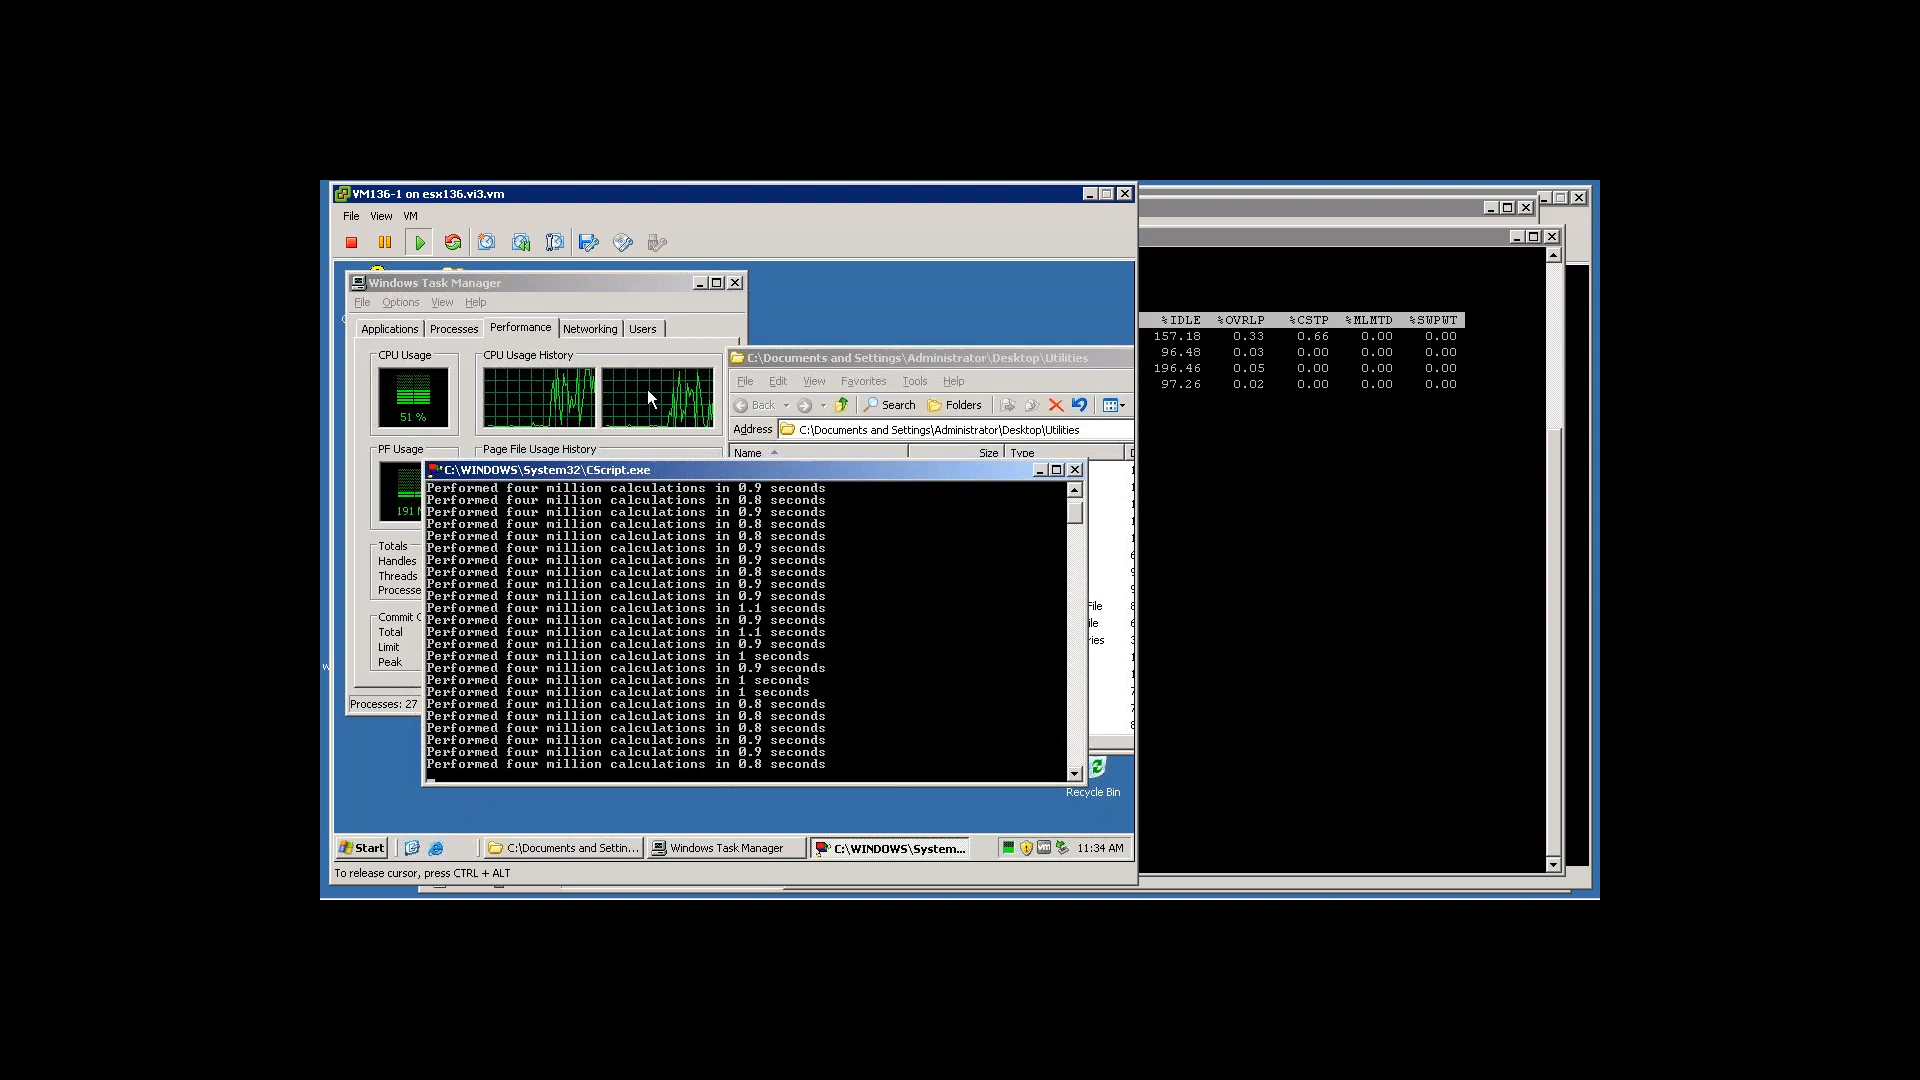 VM136-1 on esx136.vi3.vm
File View VM
Windows Task Manager
File Options View Help
Applications Processes Performance Networking Users
CPU Usage CPU Usage History
51 %
PF Usage Page File Usage History
191
Totals
Handles
Threads
Processe
Commit C
Total
Limit
Peak
Processes: 27
C:\Documents and Settings\Administrator\Desktop\Utilities
File Edit View Favorites Tools Help
Back Search Folders
Address C:\Documents and Settings\Administrator\Desktop\Utilities
Name Size Type
File
ile
ries
C:\WINDOWS\System32\CScript.exe
Performed four million calculations in 0.9 seconds
Performed four million calculations in 0.8 seconds
Performed four million calculations in 0.9 seconds
Performed four million calculations in 0.8 seconds
Performed four million calculations in 0.8 seconds
Performed four million calculations in 0.9 seconds
Performed four million calculations in 0.9 seconds
Performed four million calculations in 0.8 seconds
Performed four million calculations in 0.9 seconds
Performed four million calculations in 0.9 seconds
Performed four million calculations in 1.1 seconds
Performed four million calculations in 0.9 seconds
Performed four million calculations in 1.1 seconds
Performed four million calculations in 0.9 seconds
Performed four million calculations in 1 seconds
Performed four million calculations in 0.9 seconds
Performed four million calculations in 1 seconds
Performed four million calculations in 1 seconds
Performed four million calculations in 0.8 seconds
Performed four million calculations in 0.8 seconds
Performed four million calculations in 0.8 seconds
Performed four million calculations in 0.9 seconds
Performed four million calculations in 0.8 seconds
Recycle Bin
Start C:\Documents and Settin... Windows Task Manager C:\WINDOWS\System... 11:34 AM
To release cursor, press CTRL + ALT
%IDLE %OVRLP %CSTP %MLMTD %SWPWT
157.18 0.33 0.66 0.00 0.00
96.48 0.03 0.00 0.00 0.00
196.46 0.05 0.00 0.00 0.00
97.26 0.02 0.00 0.00 0.00